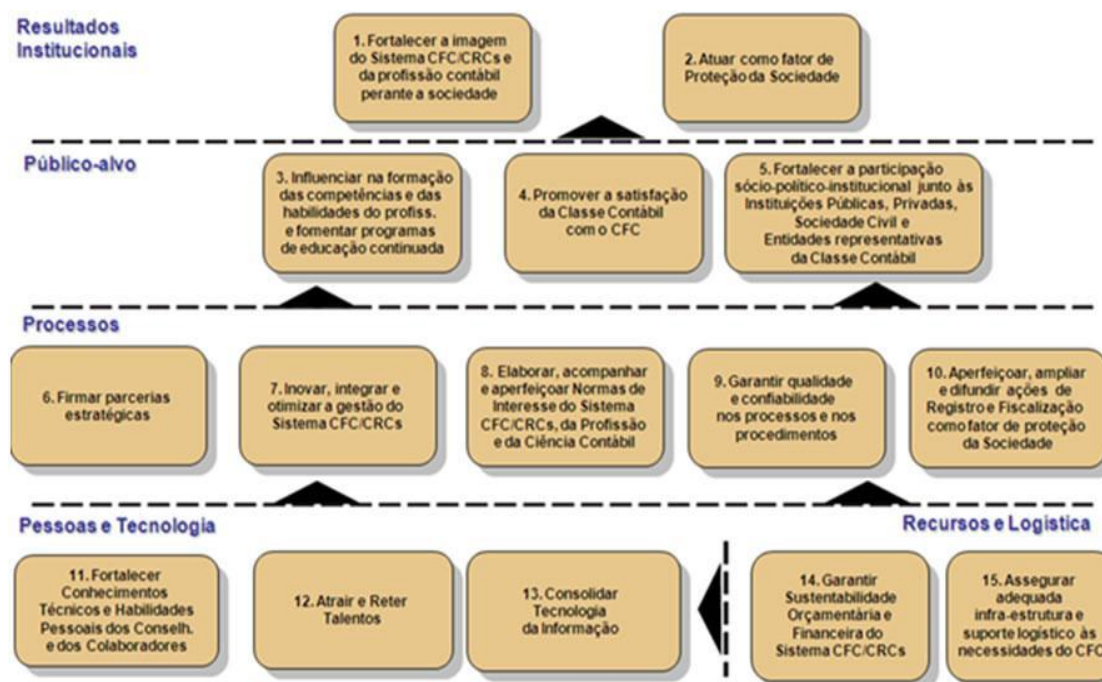 Resultados
Institucionais
1. Fortalecer a imagem
do Sistema CFC/CRCs e
da profissão contábil
perante a sociedade
2. Atuar como fator de
Proteção da Sociedade
Público-alvo
3. Influenciar na formação
das competências e das
habilidades do profiss.
e fomentar programas
de educação continuada
4. Promover a satisfação
da Classe Contábil
com o CFC
5. Fortalecer a participação
sócio-político-institucional junto às
Instituições Públicas, Privadas,
Sociedade Civil e
Entidades representativas
da Classe Contábil
Processos
6. Firmar parcerias
estratégicas
7. Inovar, integrar e
otimizar a gestão do
Sistema CFC/CRCs
8. Elaborar, acompanhar
e aperfeiçoar Normas de
Interesse do Sistema
CFC/CRCs, da Profissão
e da Ciência Contábil
9. Garantir qualidade
e confiabilidade
nos processos e nos
procedimentos
10. Aperfeiçoar, ampliar
e difundir ações de
Registro e Fiscalização
como fator de proteção
da Sociedade
Pessoas e Tecnologia
Recursos e Logística
11. Fortalecer
Conhecimentos
Técnicos e Habilidades
Pessoais dos Conselh.
e dos Colaboradores
12. Atrair e Reter
Talentos
13. Consolidar
Tecnologia
da Informação
14. Garantir
Sustentabilidade
Orçamentária e
Financeira do
Sistema CFC/CRCs
15. Assegurar
adequada
infra-estrutura e
suporte logístico às
necessidades do CFC